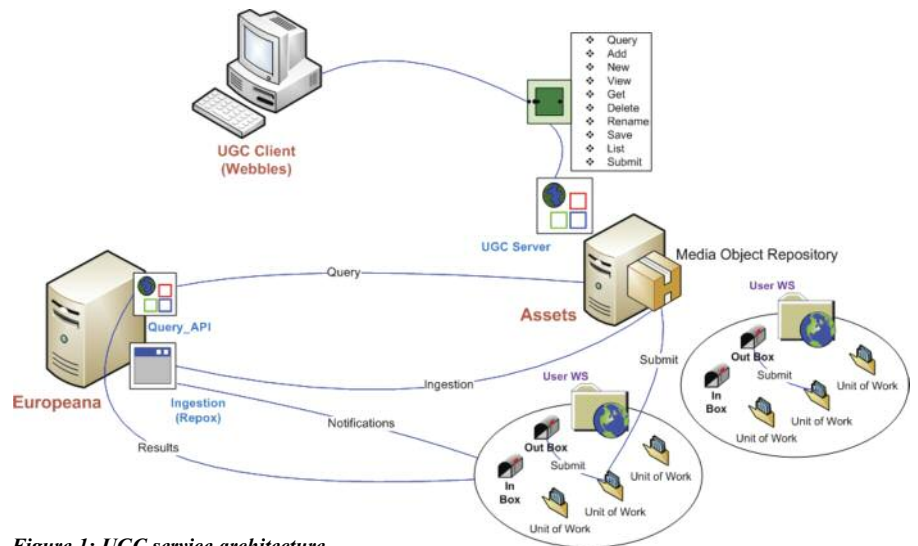 ❖ Query
❖ Add
❖ New
❖ View
❖ Get
❖ Delete
❖ Rename
❖ Save
❖ List
❖ Submit
UGC Client
(Webbles)
UGC Server
Media Object Repository
Query
User WS
Query_API
Assets
Out Box
Submit
Unit of Work
In
Box
Unit of Work
Unit of Work
Submit
Ingestion
User WS
Europeana
Ingestion
(Repox)
Notifications
Results
Out Box
Submit
In
Box
Unit of Work
Unit of Work
Unit of Work
Figure 1: UGC service architecture